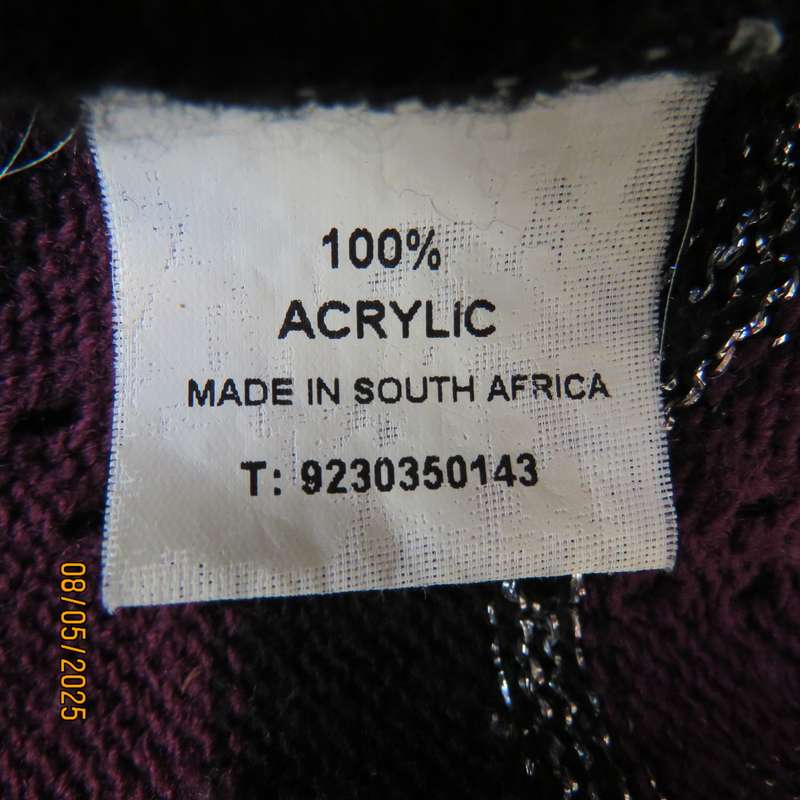 100%
ACRYLIC
MADE IN SOUTH AFRICA
T: 9230350143
08/05/2025